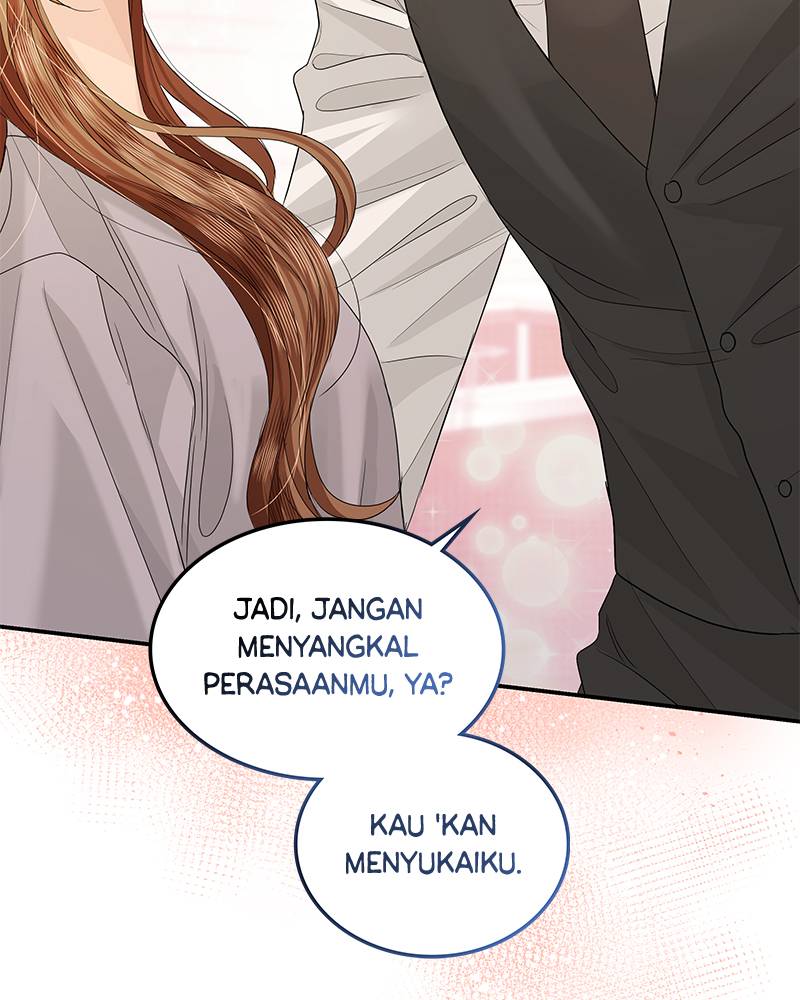 JADI, JANGAN
MENYANGKAL
PERASAANMU, YA?
KAU 'KAN
MENYUKAIKU.